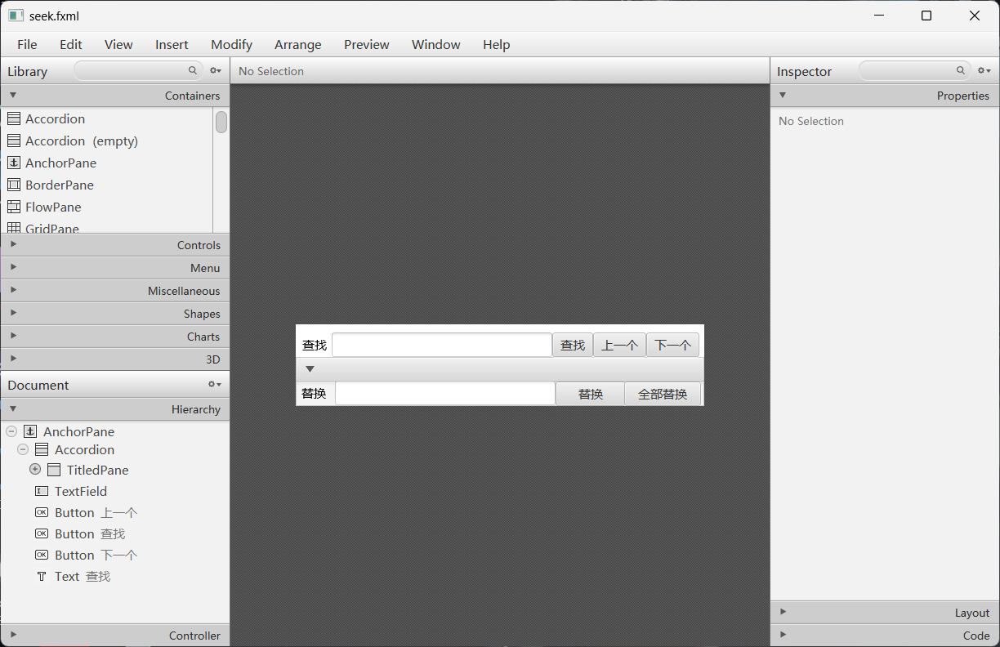 seek.fxml
File Edit View Insert Modify Arrange Preview Window Help
Library
Containers
Accordion
Accordion (empty)
AnchorPane
BorderPane
FlowPane
GridPane
Controls
Menu
Miscellaneous
Shapes
Charts
3D
Document
Hierarchy
AnchorPane
Accordion
TitledPane
TextField
Button 上一个
Button 查找
Button 下一个
Text 查找
Controller
No Selection
查找 查找 上一个 下一个
替换 替换 全部替换
Inspector
Properties
No Selection
Layout
Code